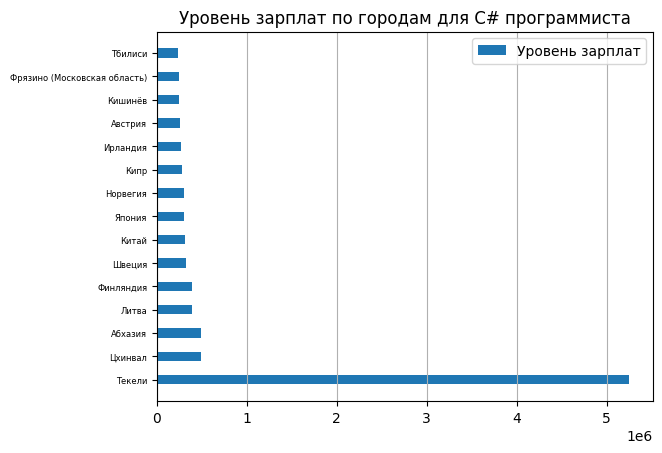 Уровень зарплат по городам для C# программиста
Уровень зарплат
Тбилиси
Фрязино (Московская область)
Кишинёв
Австрия
Ирландия
Кипр
Норвегия
Япония
Китай
Швеция
Финляндия
Литва
Абхазия
Цхинвал
Текели
0 1 2 3 4 5
1e6